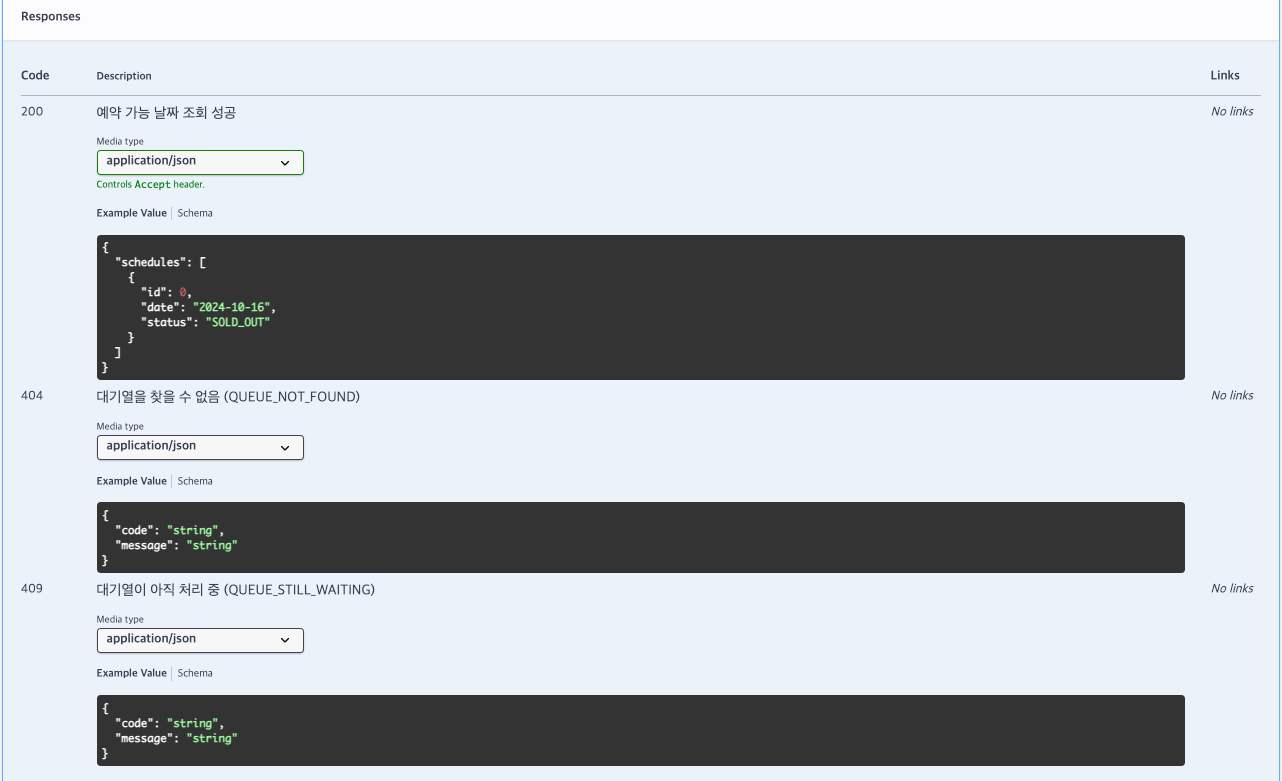 Responses
Code Description Links
200 예약 가능 날짜 조회 성공 No links
Media type
application/json
Controls Accept header.
Example Value Schema
{
  "schedules": [
    {
      "id": 0,
      "date": "2024-10-16",
      "status": "SOLD_OUT"
    }
  ]
}
404 대기열을 찾을 수 없음 (QUEUE_NOT_FOUND) No links
Media type
application/json
Example Value Schema
{
  "code": "string",
  "message": "string"
}
409 대기열이 아직 처리 중 (QUEUE_STILL_WAITING) No links
Media type
application/json
Example Value Schema
{
  "code": "string",
  "message": "string"
}